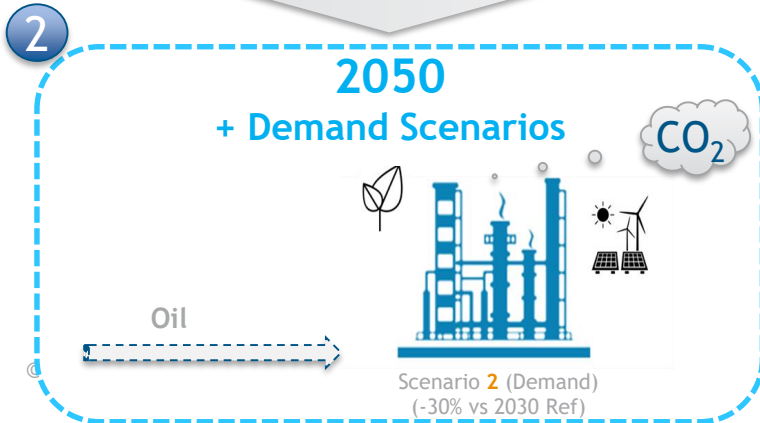 2
2050
+ Demand Scenarios
CO₂
Oil
©
Scenario 2 (Demand)
(-30% vs 2030 Ref)